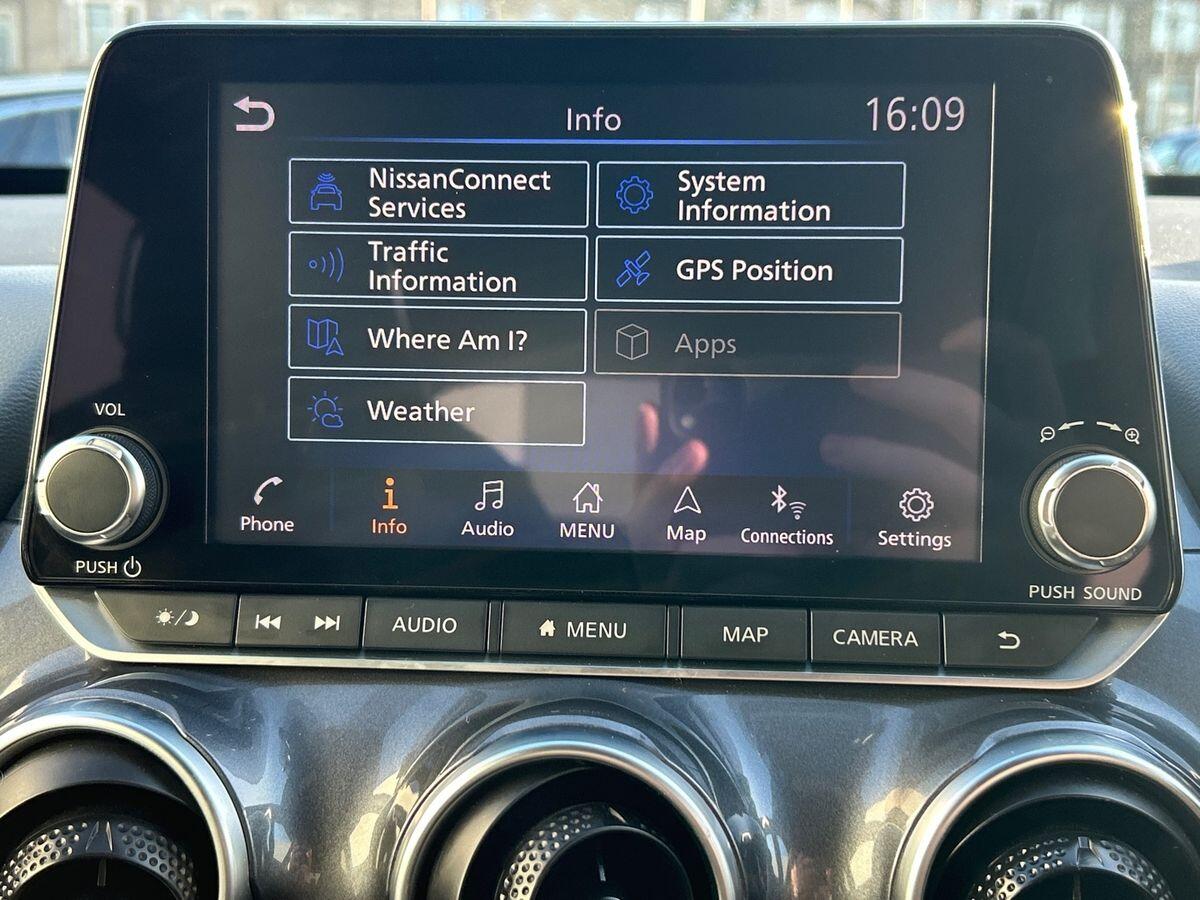 Info
16:09
NissanConnect
Services
System
Information
Traffic
Information
GPS Position
Where Am I?
Apps
Weather
VOL
PUSH
Phone
Info
Audio
MENU
Map
Connections
Settings
PUSH SOUND
AUDIO
MENU
MAP
CAMERA